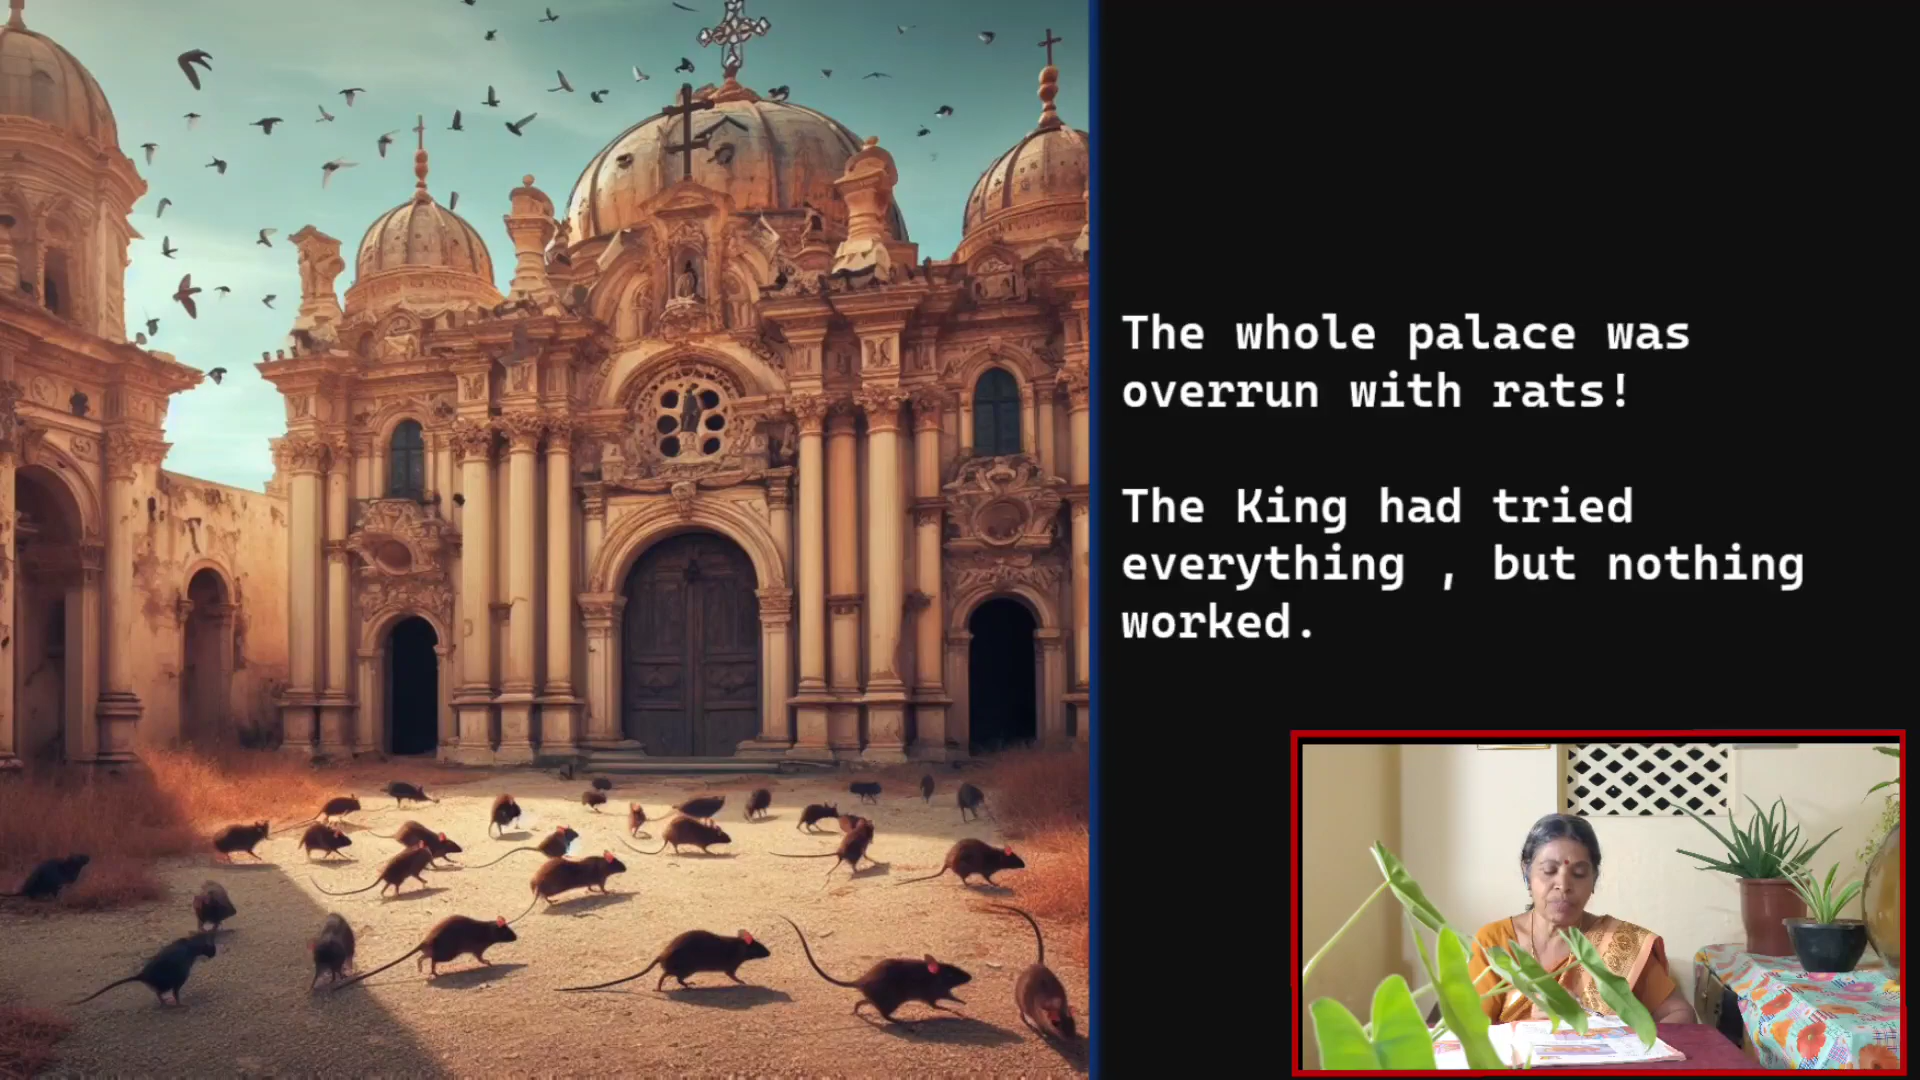 The whole palace was
overrun with rats!
The King had tried
everything , but nothing
worked.